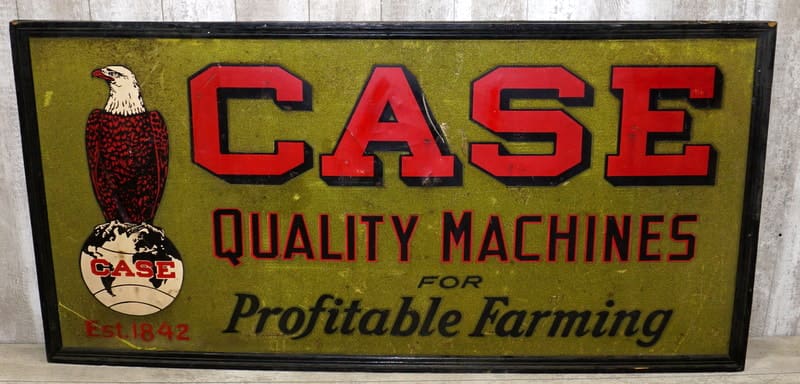 CASE
QUALITY MACHINES
FOR
Profitable Farming
CASE
Est. 1842